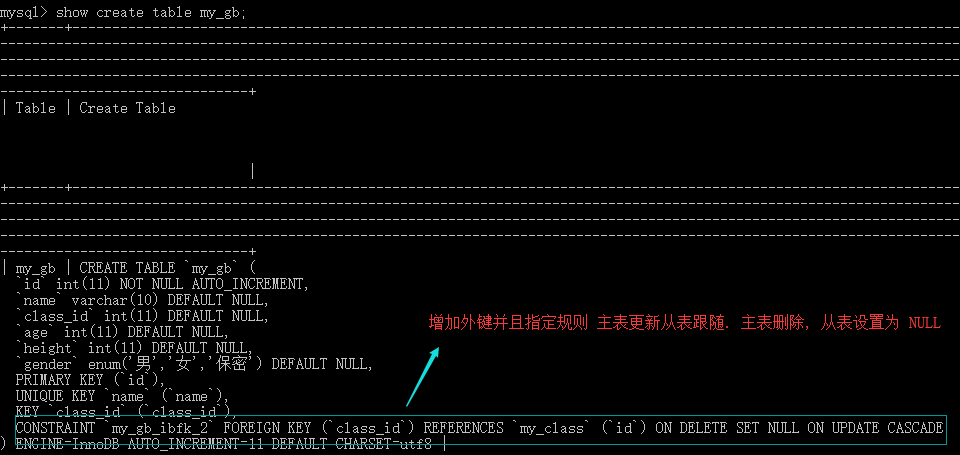 mysql> show create table my_gb;
| Table | Create Table
|
| my_gb | CREATE TABLE `my_gb` (
`id` int(11) NOT NULL AUTO_INCREMENT,
`name` varchar(10) DEFAULT NULL,
`class_id` int(11) DEFAULT NULL,
`age` int(11) DEFAULT NULL,
`height` int(11) DEFAULT NULL,
`gender` enum('男','女','保密') DEFAULT NULL,
PRIMARY KEY (`id`),
UNIQUE KEY `name` (`name`),
KEY `class_id` (`class_id`),
CONSTRAINT `my_gb_ibfk_2` FOREIGN KEY (`class_id`) REFERENCES `my_class` (`id`) ON DELETE SET NULL ON UPDATE CASCADE
) ENGINE=InnoDB AUTO_INCREMENT=11 DEFAULT CHARSET=utf8 |
增加外键并且指定规则 主表更新从表跟随. 主表删除, 从表设置为 NULL